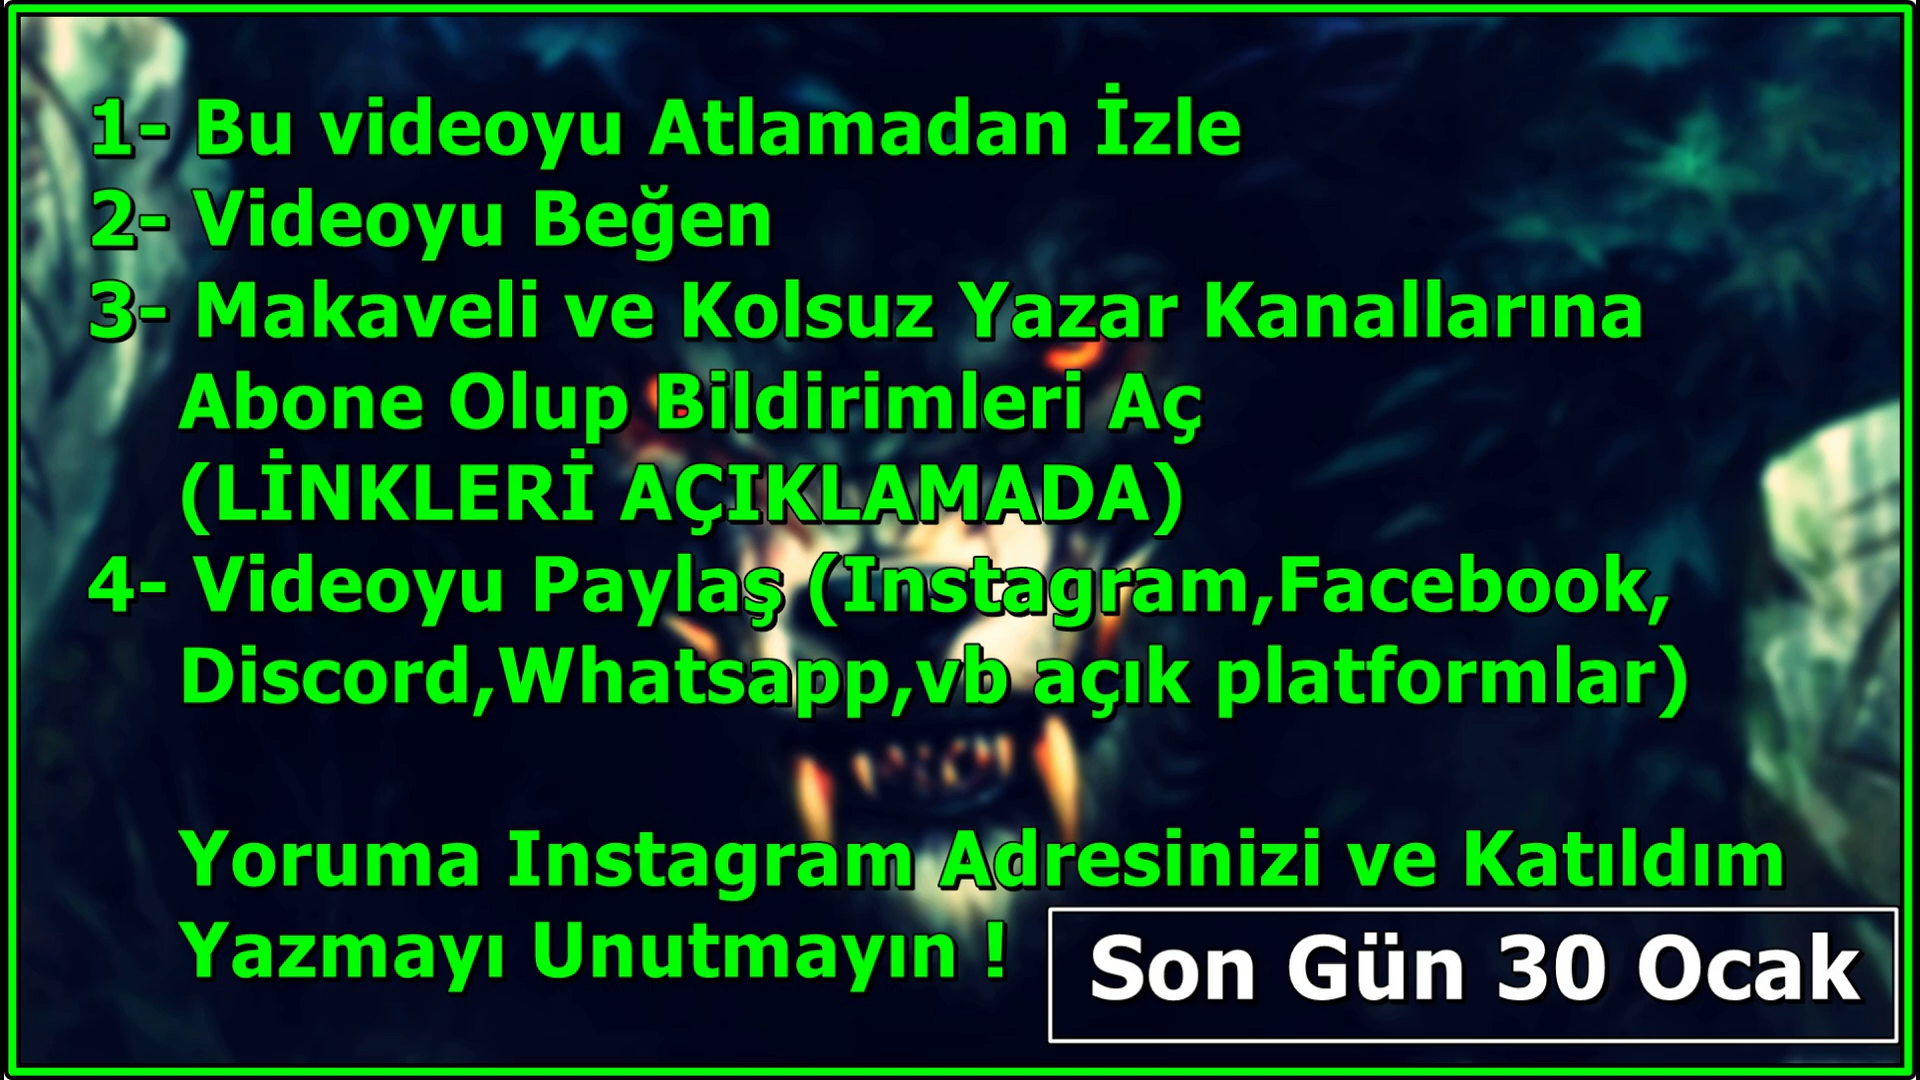 1- Bu videoyu Atlamadan İzle
2- Videoyu Beğen
3- Makaveli ve Kolsuz Yazar Kanallarına
Abone Olup Bildirimleri Aç
(LİNKLERİ AÇIKLAMADA)
4- Videoyu Paylaş (Instagram,Facebook,
Discord,Whatsapp,vb açık platformlar)
Yoruma Instagram Adresinizi ve Katıldım
Yazmayı Unutmayın !
Son Gün 30 Ocak